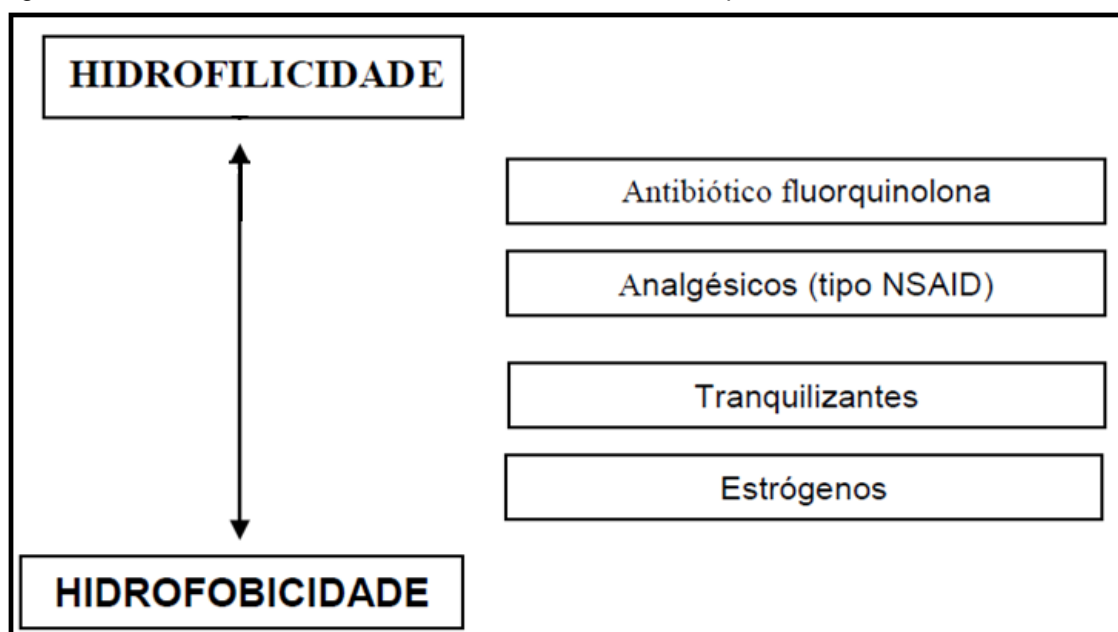 HIDROFILICIDADE
Antibiótico fluorquinolona
Analgésicos (tipo NSAID)
Tranquilizantes
Estrógenos
HIDROFOBICIDADE